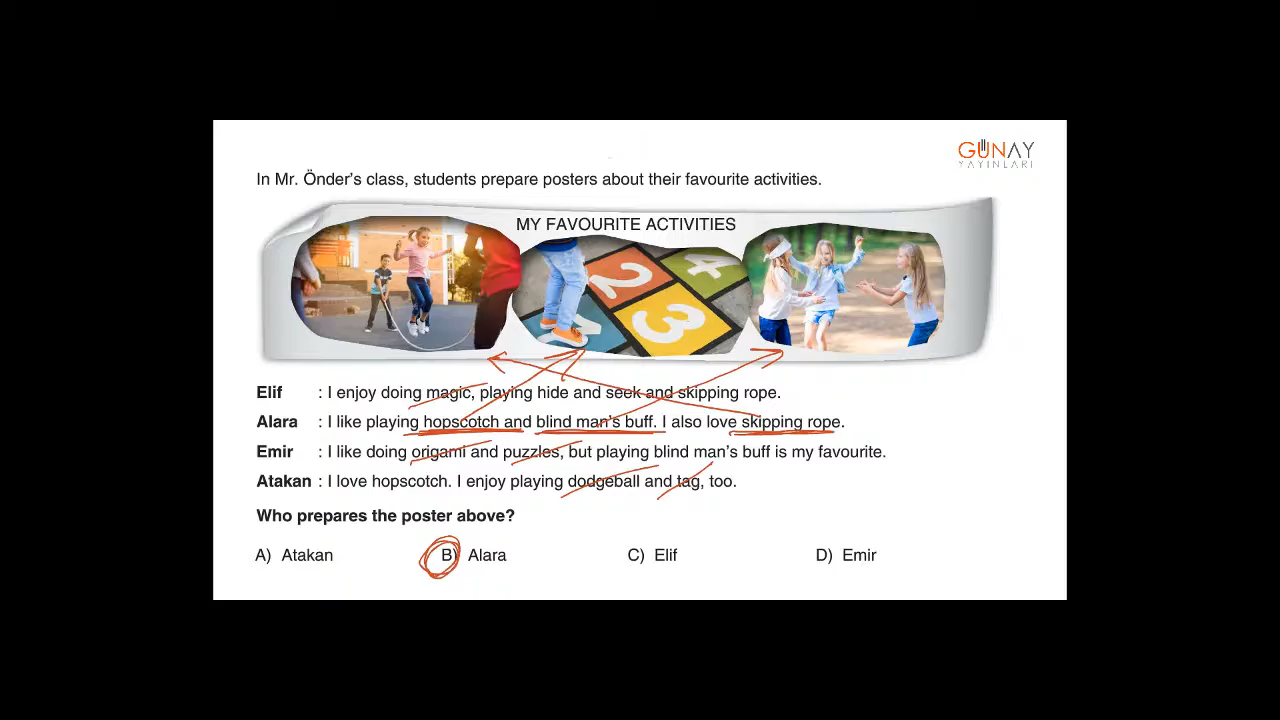 GÜNAY
YAYINLARI
In Mr. Önder's class, students prepare posters about their favourite activities.
MY FAVOURITE ACTIVITIES
2
4
3
Elif : I enjoy doing magic, playing hide and seek and skipping rope.
Alara : I like playing hopscotch and blind man's buff. I also love skipping rope.
Emir : I like doing origami and puzzles, but playing blind man's buff is my favourite.
Atakan : I love hopscotch. I enjoy playing dodgeball and tag, too.
Who prepares the poster above?
A) Atakan B) Alara C) Elif D) Emir